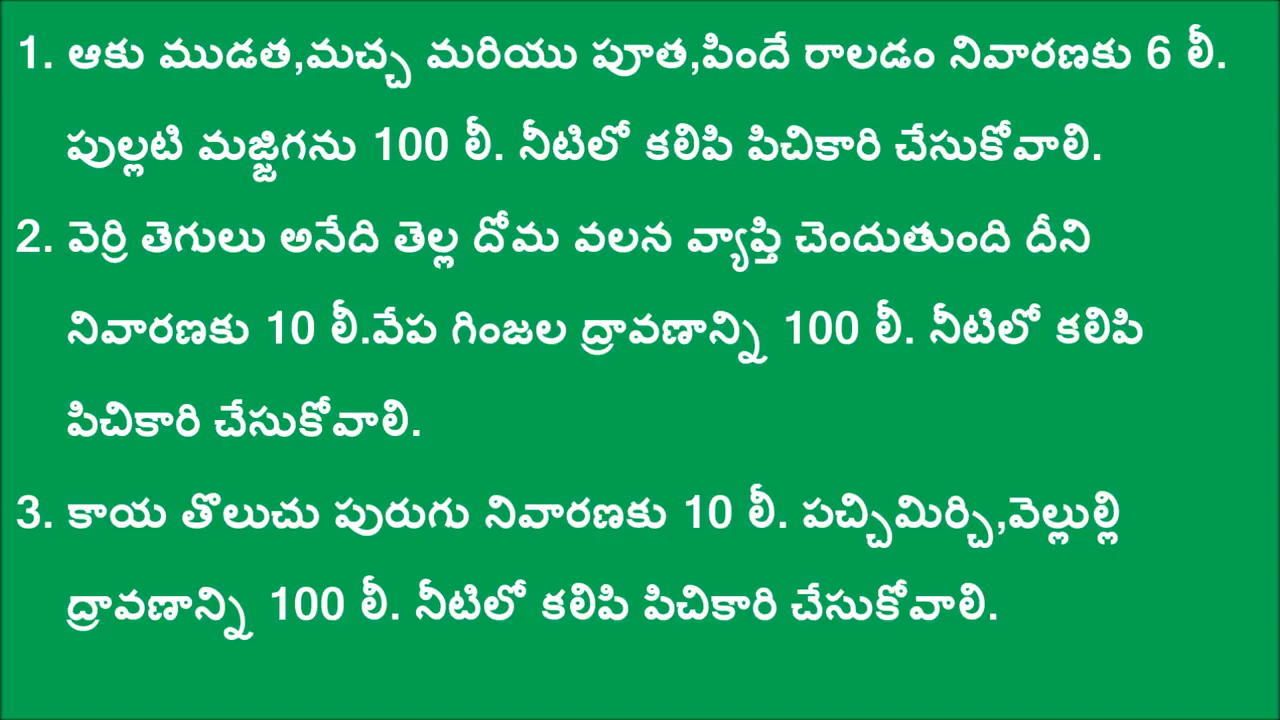 1. ఆకు ముడత,మచ్చ మరియు పూత,పిందే రాలడం నివారణకు 6 లీ.
పుల్లటి మజ్జిగను 100 లీ. నీటిలో కలిపి పిచికారి చేసుకోవాలి.
2. వెర్రి తెగులు అనేది తెల్ల దోమ వలన వ్యాప్తి చెందుతుంది దీని
నివారణకు 10 లీ.వేప గింజల ద్రావణాన్ని 100 లీ. నీటిలో కలిపి
పిచికారి చేసుకోవాలి.
3. కాయ తొలుచు పురుగు నివారణకు 10 లీ. పచ్చిమిర్చి,వెల్లుల్లి
ద్రావణాన్ని 100 లీ. నీటిలో కలిపి పిచికారి చేసుకోవాలి.